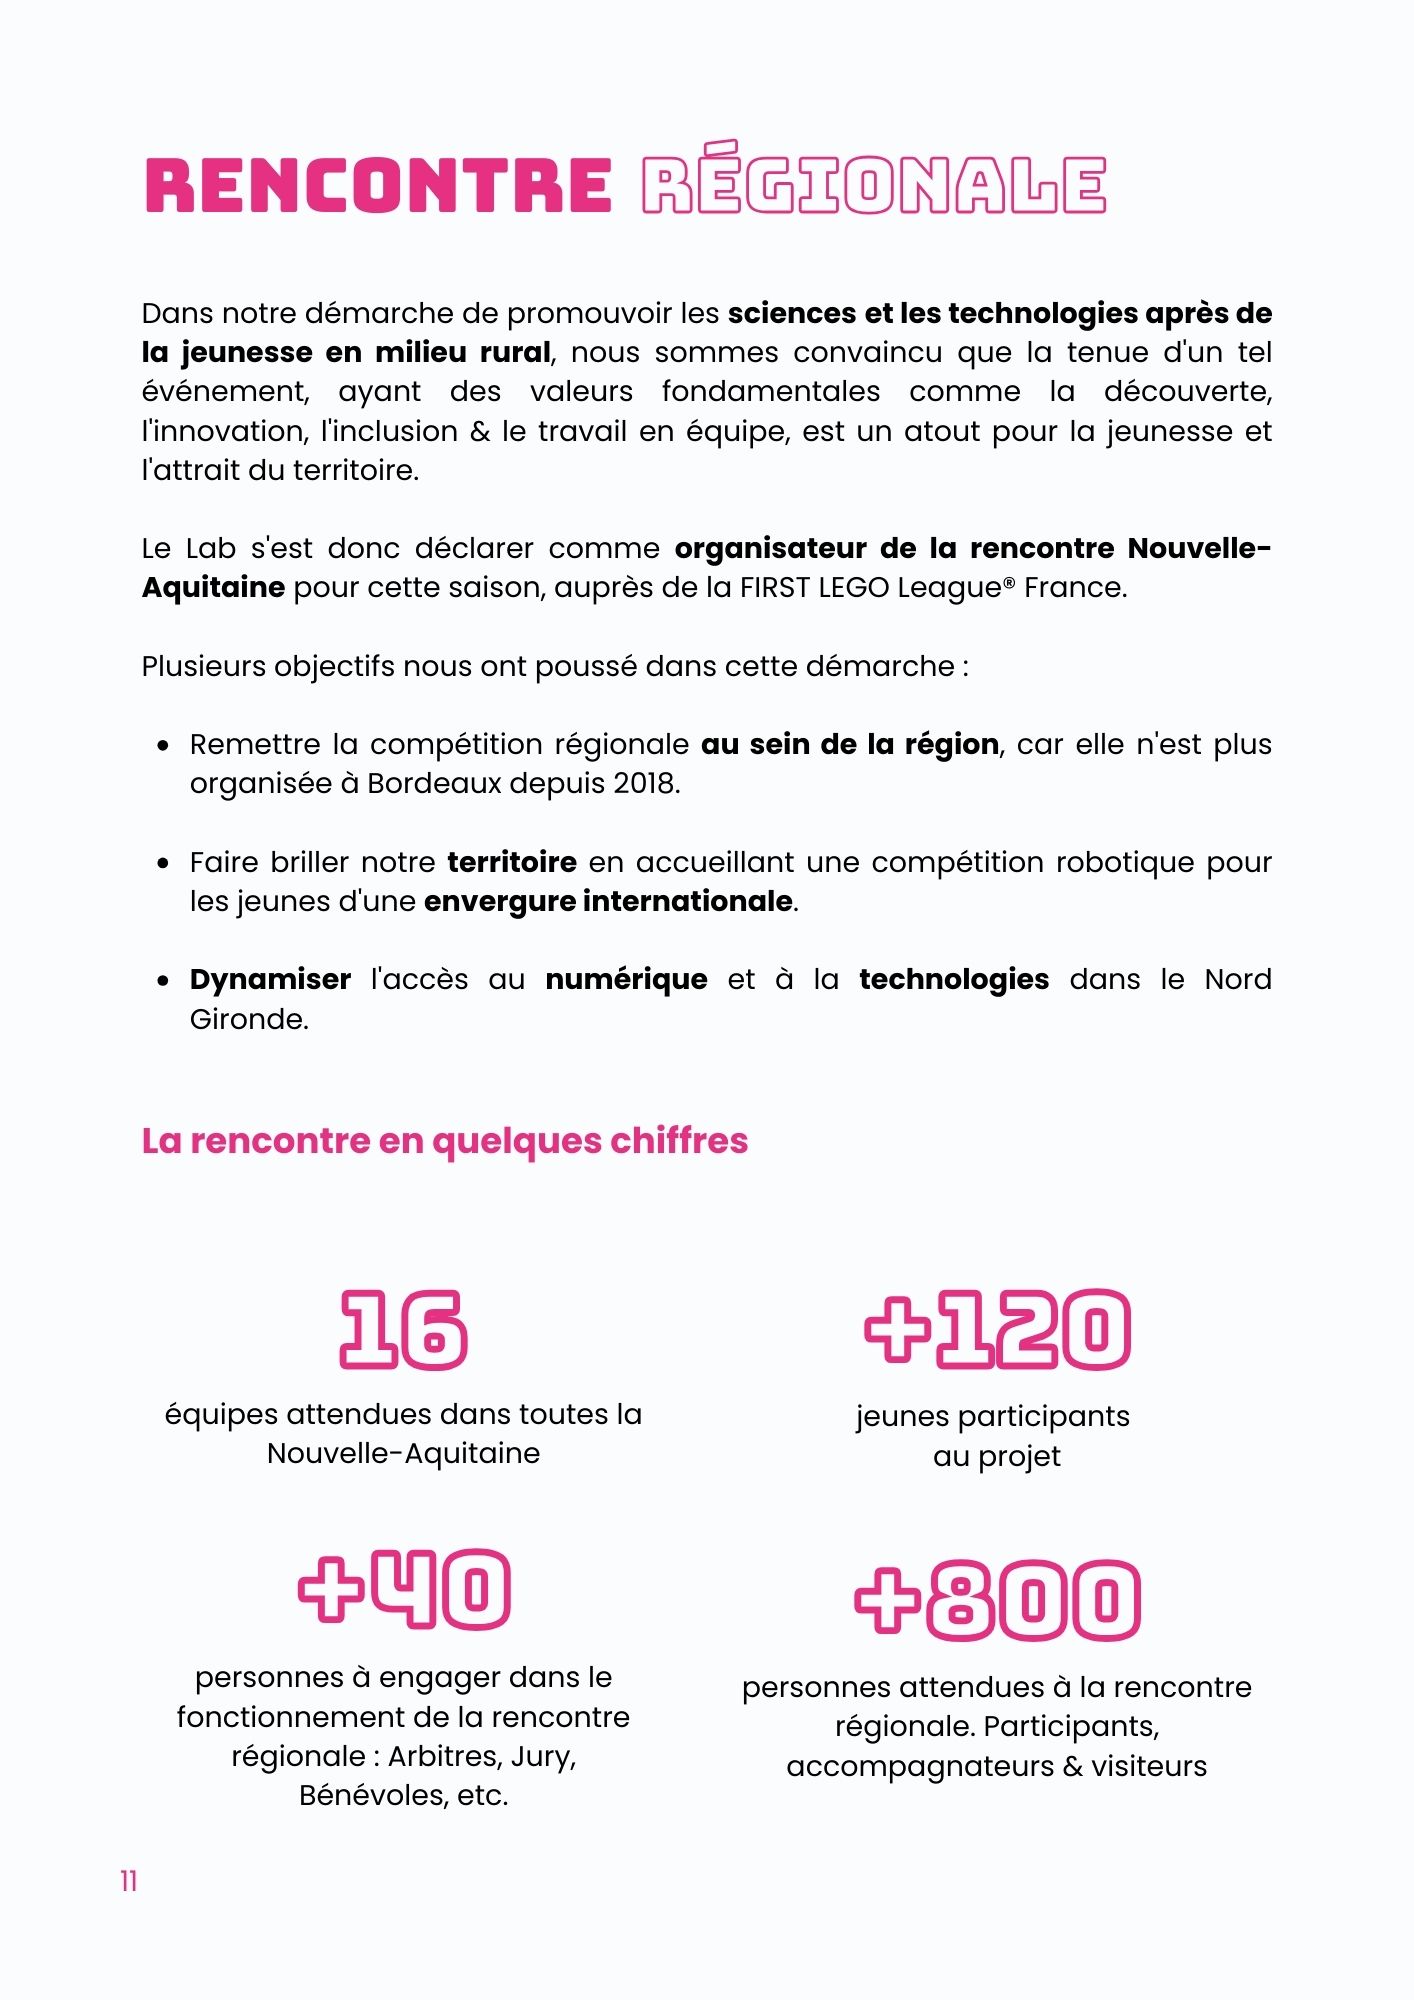 RENCONTRE RÉGIONALE
Dans notre démarche de promouvoir les sciences et les technologies après de
la jeunesse en milieu rural, nous sommes convaincu que la tenue d'un tel
événement, ayant des valeurs fondamentales comme la découverte,
l'innovation, l'inclusion & le travail en équipe, est un atout pour la jeunesse et
l'attrait du territoire.
Le Lab s'est donc déclarer comme organisateur de la rencontre Nouvelle-
Aquitaine pour cette saison, auprès de la FIRST LEGO League® France.
Plusieurs objectifs nous ont poussé dans cette démarche :
• Remettre la compétition régionale au sein de la région, car elle n'est plus
organisée à Bordeaux depuis 2018.
• Faire briller notre territoire en accueillant une compétition robotique pour
les jeunes d'une envergure internationale.
• Dynamiser l'accès au numérique et à la technologies dans le Nord
Gironde.
La rencontre en quelques chiffres
16
équipes attendues dans toutes la
Nouvelle-Aquitaine
+120
jeunes participants
au projet
+40
personnes à engager dans le
fonctionnement de la rencontre
régionale : Arbitres, Jury,
Bénévoles, etc.
+800
personnes attendues à la rencontre
régionale. Participants,
accompagnateurs & visiteurs
11